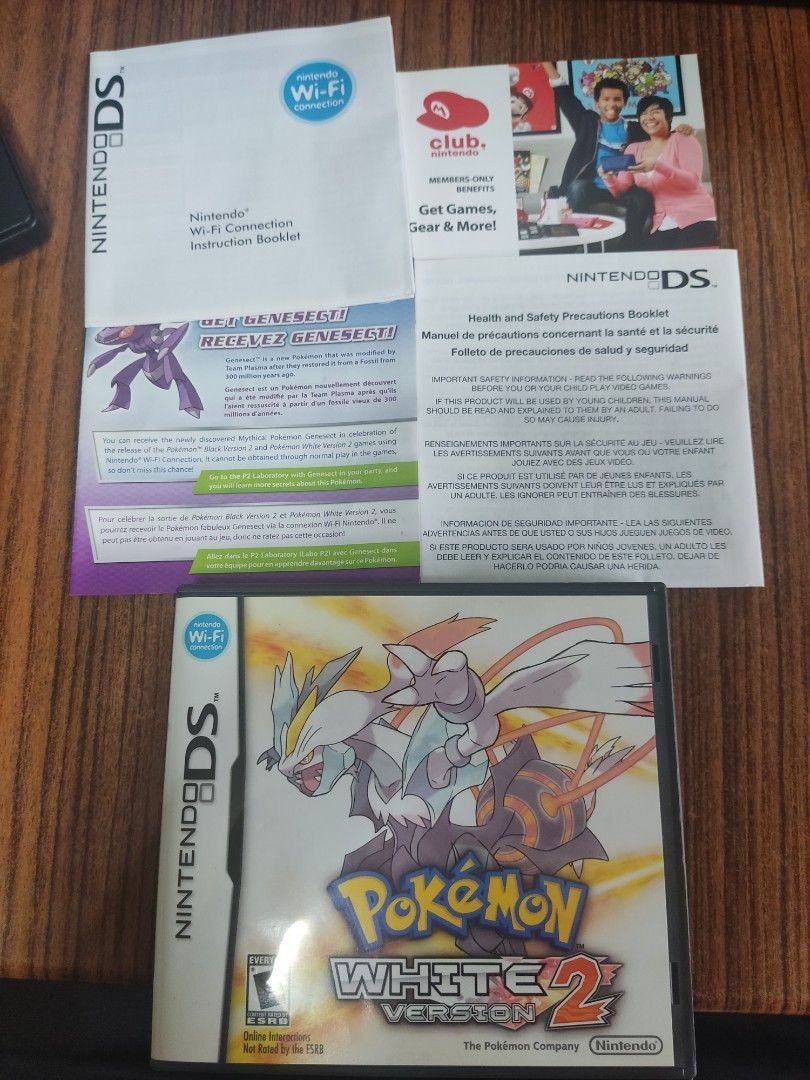 NINTENDO DS™
nintendo
Wi-Fi
connection
Nintendo®
Wi-Fi Connection
Instruction Booklet
club.
nintendo
MEMBERS-ONLY
BENEFITS
Get Games,
Gear & More!
GET GENESECT!
RECEVEZ GENESECT!
Genesect™ is a new Pokémon that was modified by
Team Plasma after they restored it from a Fossil from
300 million years ago.
Genesect est un Pokémon nouvellement découvert
qui a été modifié par la Team Plasma après qu'ils
l'aient ressuscité à partir d'un fossile vieux de 300
millions d'années.
You can receive the newly discovered Mythical Pokémon Genesect in celebration of
the release of the Pokémon™ Black Version 2 and Pokémon White Version 2 games using
Nintendo® Wi-Fi Connection. It cannot be obtained through normal play in the games,
so don't miss this chance!
Go to the P2 Laboratory with Genesect in your party, and
you will learn more secrets about this Pokémon.
Pour célébrer la sortie de Pokémon Black Version 2 et Pokémon White Version 2, vous
pourrez recevoir le Pokémon fabuleux Genesect via la connexion Wi-Fi Nintendo®. Il ne
peut pas être obtenu en jouant au jeu, donc ne ratez pas cette occasion!
Allez dans le P2 Laboratory (Labo P2) avec Genesect dans
votre équipe pour en apprendre davantage sur ce Pokémon.
NINTENDO DS™
Health and Safety Precautions Booklet
Manuel de précautions concernant la santé et la sécurité
Folleto de precauciones de salud y seguridad
IMPORTANT SAFETY INFORMATION - READ THE FOLLOWING WARNINGS
BEFORE YOU OR YOUR CHILD PLAY VIDEO GAMES.
IF THIS PRODUCT WILL BE USED BY YOUNG CHILDREN, THIS MANUAL
SHOULD BE READ AND EXPLAINED TO THEM BY AN ADULT. FAILING TO DO
SO MAY CAUSE INJURY.
RENSEIGNEMENTS IMPORTANTS SUR LA SÉCURITÉ AU JEU - VEUILLEZ LIRE
LES AVERTISSEMENTS SUIVANTS AVANT QUE VOUS OU VOTRE ENFANT
JOUIEZ AVEC DES JEUX VIDÉO.
SI CE PRODUIT EST UTILISÉ PAR DE JEUNES ENFANTS, LES
AVERTISSEMENTS SUIVANTS DOIVENT LEUR ÊTRE LUS ET EXPLIQUÉS PAR
UN ADULTE. LES IGNORER PEUT ENTRAÎNER DES BLESSURES.
INFORMACION DE SEGURIDAD IMPORTANTE - LEA LAS SIGUIENTES
ADVERTENCIAS ANTES DE QUE USTED O SUS HIJOS JUEGUEN JUEGOS DE VIDEO.
SI ESTE PRODUCTO SERA USADO POR NIÑOS JOVENES, UN ADULTO LES
DEBE LEER Y EXPLICAR EL CONTENIDO DE ESTE FOLLETO. DEJAR DE
HACERLO PODRIA CAUSAR UNA HERIDA.
nintendo
Wi-Fi
connection
NINTENDO DS™
POKéMON™
WHITE
VERSION 2
EVERY
CONTENT RATED BY
ESRB
Online Interactions
Not Rated by the ESRB
The Pokémon Company
Nintendo®